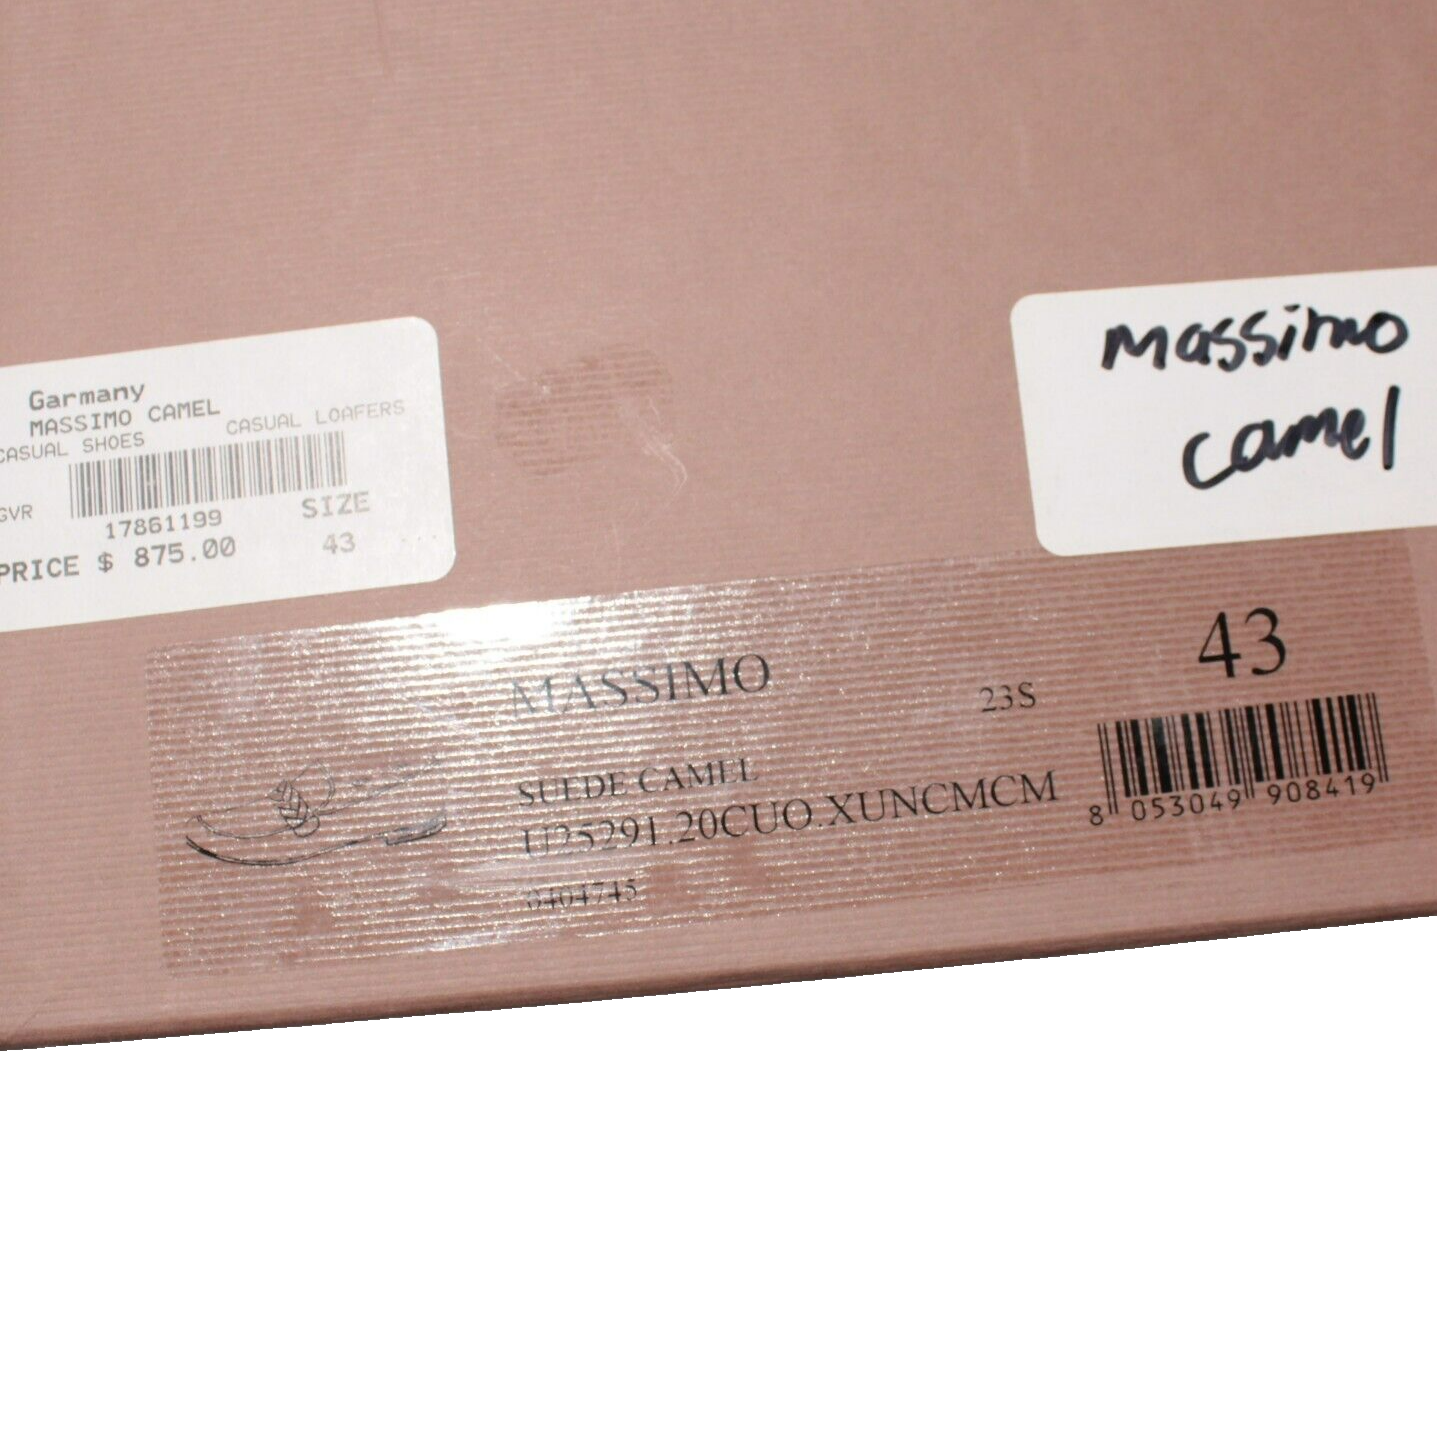 Garmany
MASSIMO CAMEL
CASUAL SHOES CASUAL LOAFERS
GVR
17861199 SIZE
PRICE $ 875.00 43
Massimo
camel
MASSIMO 23S 43
SUEDE CAMEL
U25291.20CUO.XUNCMCM
0404745
8 053049 908419